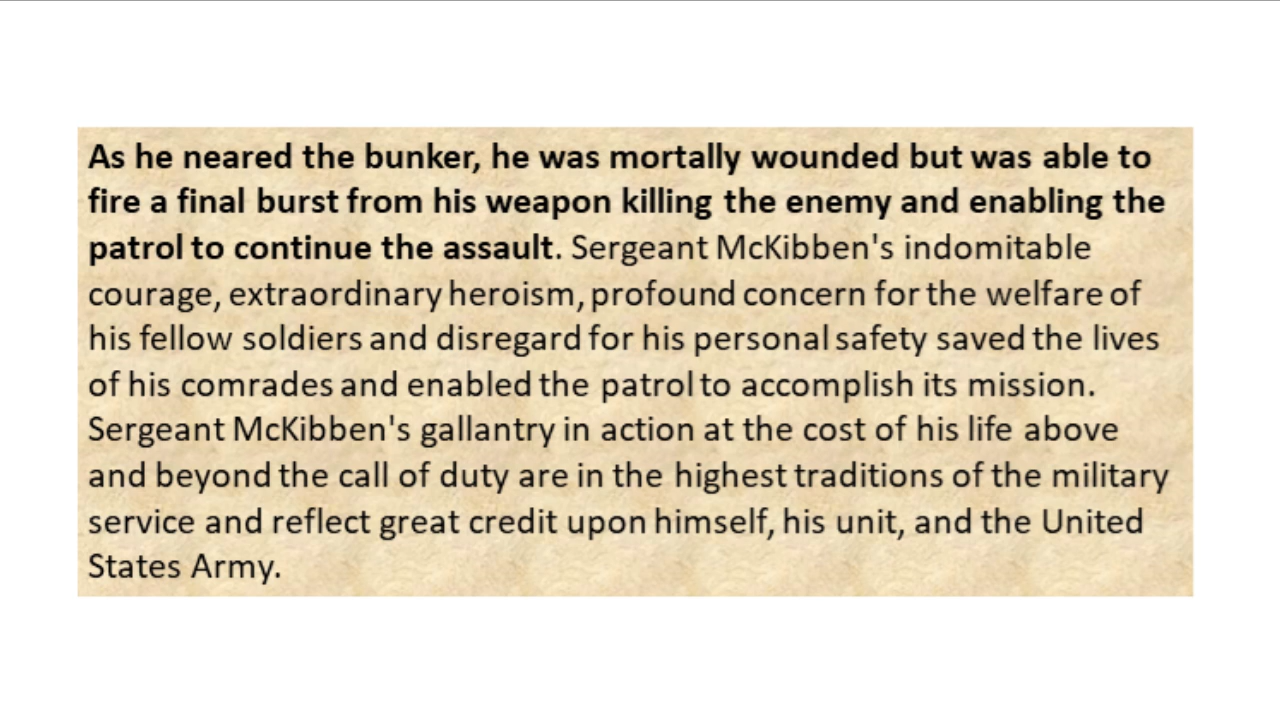 As he neared the bunker, he was mortally wounded but was able to
fire a final burst from his weapon killing the enemy and enabling the
patrol to continue the assault. Sergeant McKibben's indomitable
courage, extraordinary heroism, profound concern for the welfare of
his fellow soldiers and disregard for his personal safety saved the lives
of his comrades and enabled the patrol to accomplish its mission.
Sergeant McKibben's gallantry in action at the cost of his life above
and beyond the call of duty are in the highest traditions of the military
service and reflect great credit upon himself, his unit, and the United
States Army.